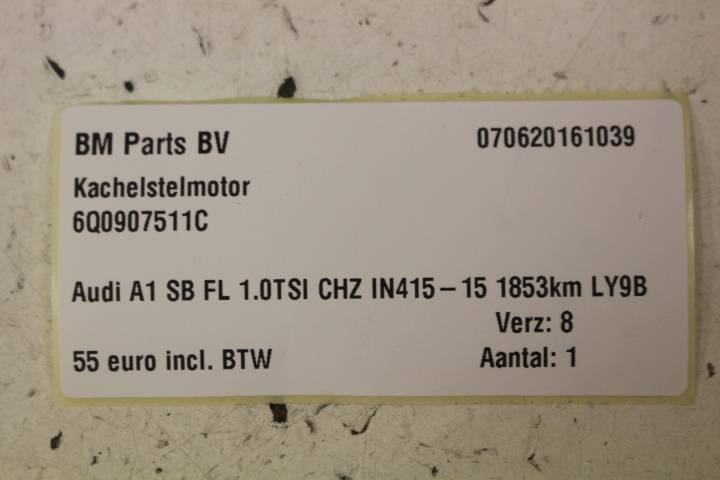 BM Parts BV 070620161039
Kachelstelmotor
6Q0907511C
Audi A1 SB FL 1.0TSI CHZ IN415-15 1853km LY9B
Verz: 8
55 euro incl. BTW Aantal: 1